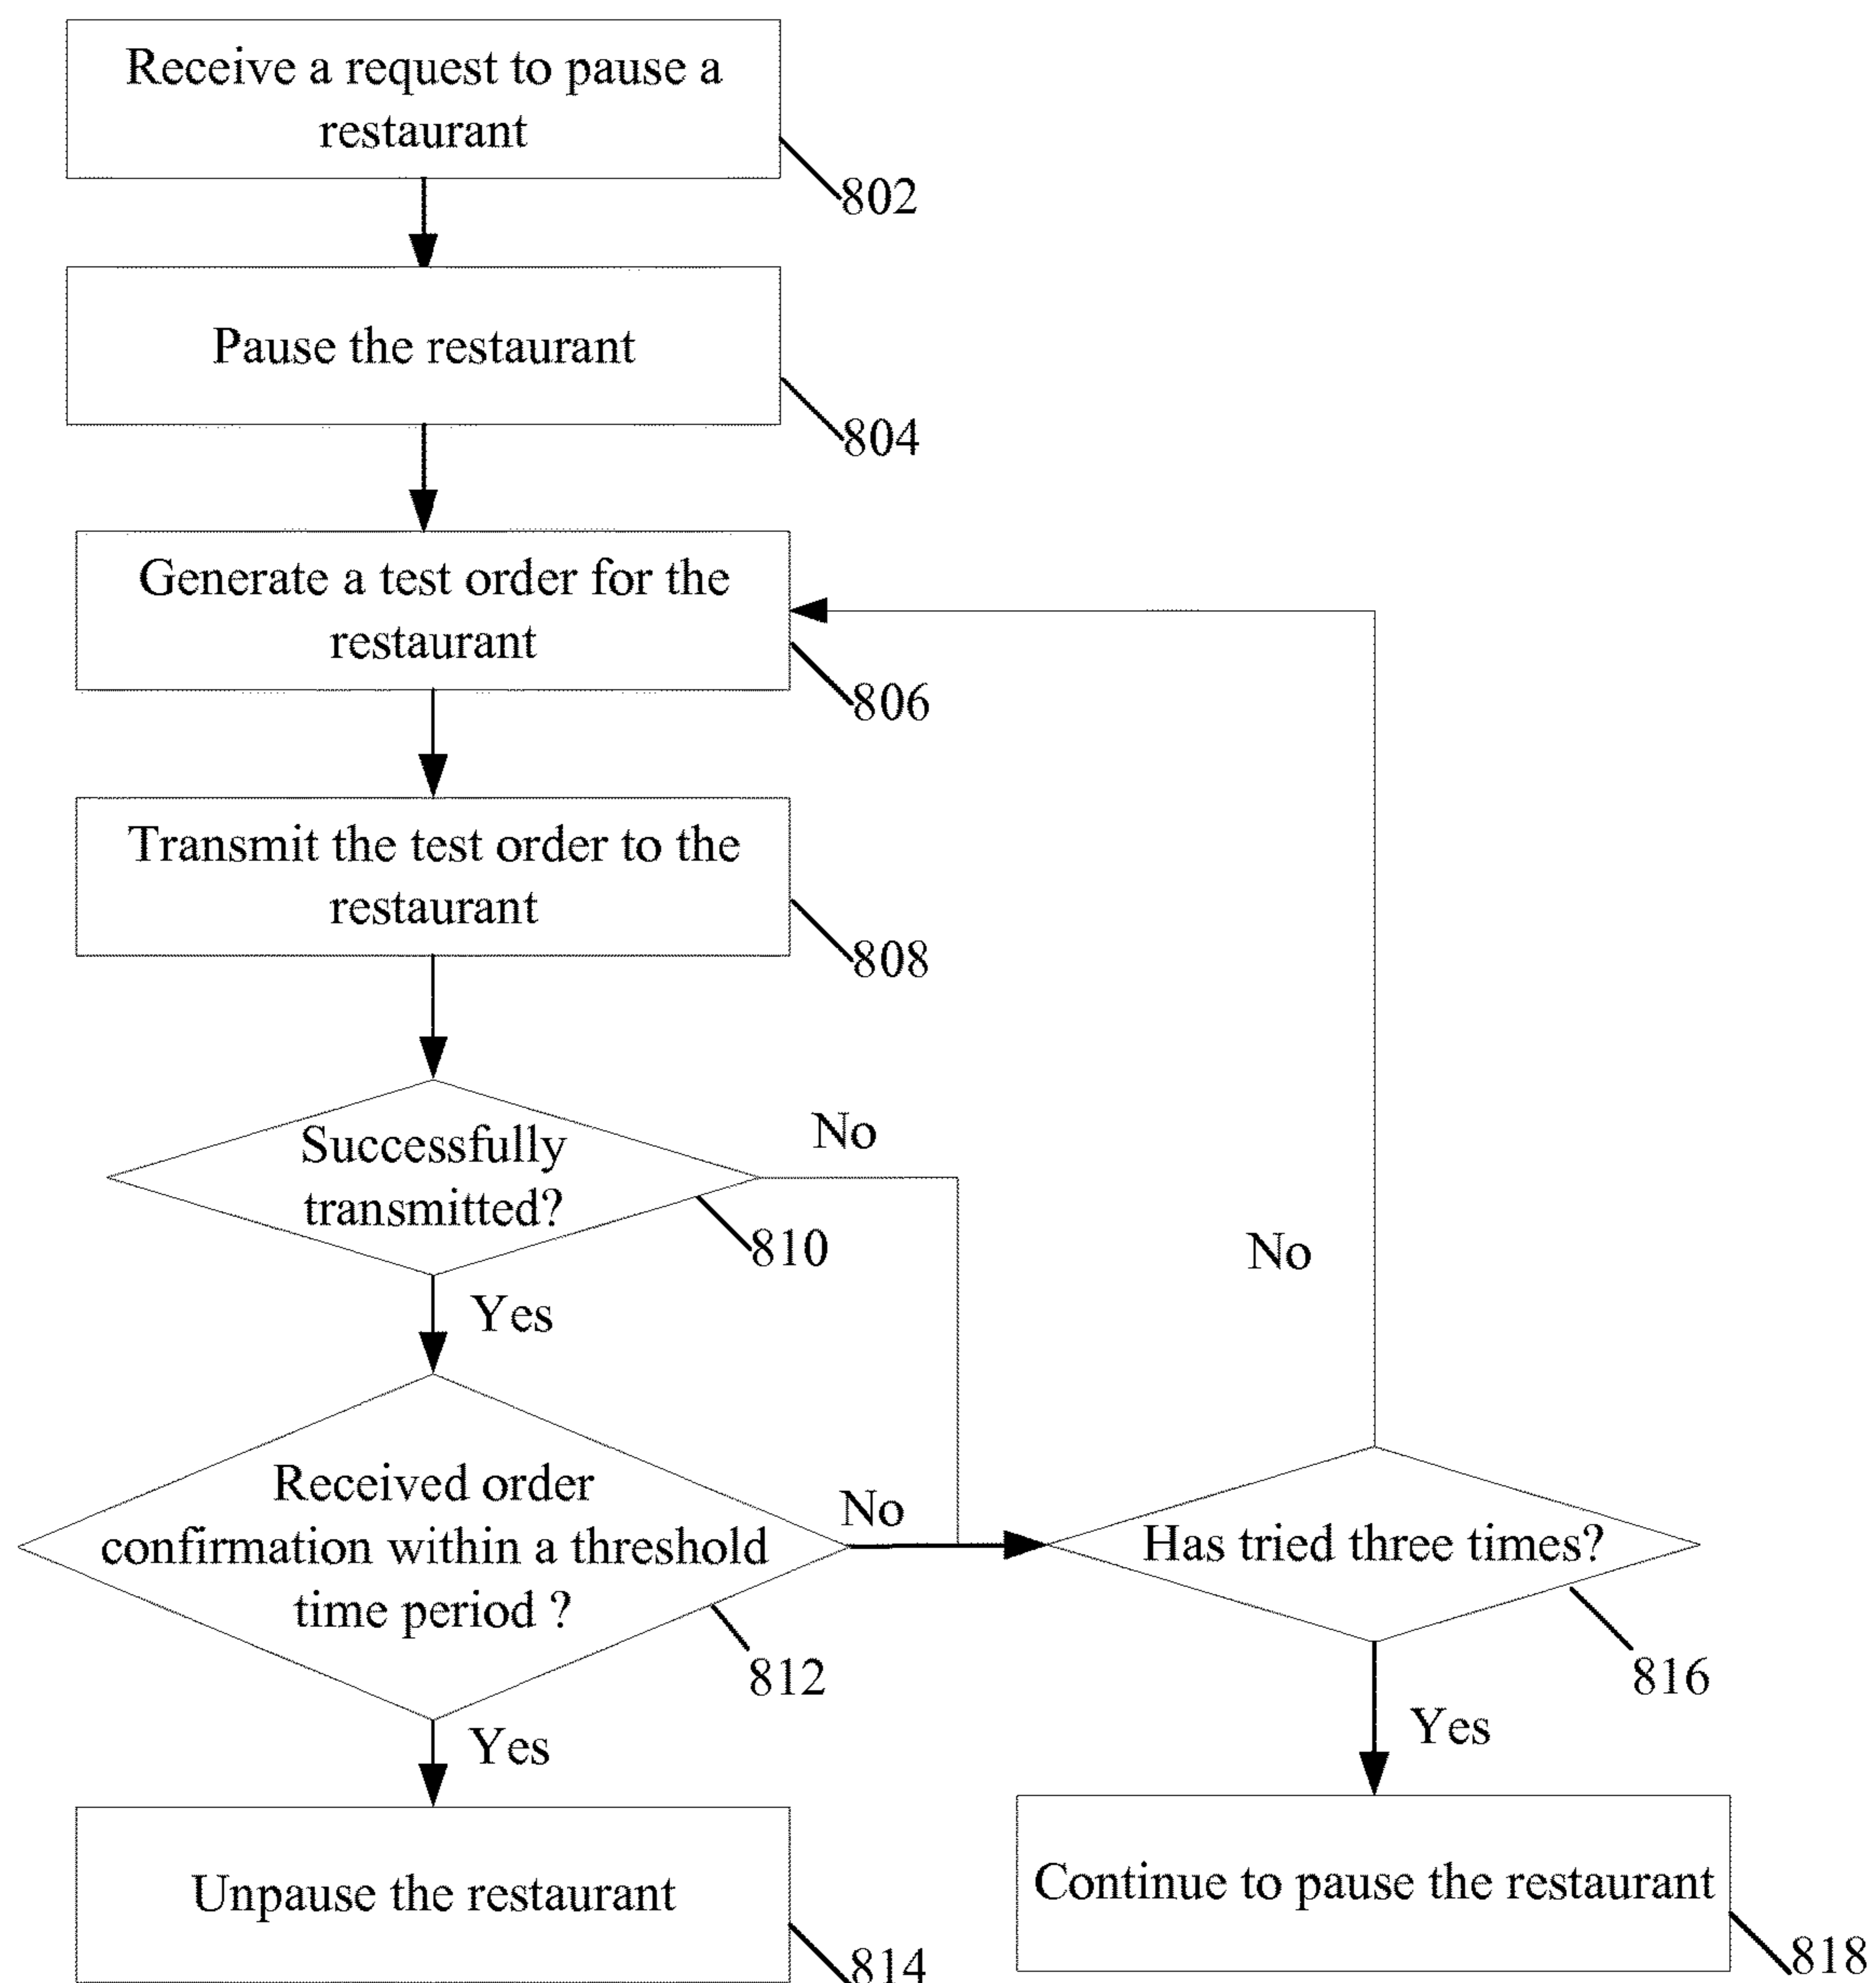 Receive a request to pause a
restaurant
802
Pause the restaurant
804
Generate a test order for the
restaurant
806
Transmit the test order to the
restaurant
808
Successfully
transmitted?
No
810
Yes
No
Received order
confirmation within a threshold
time period ?
No
812
Has tried three times?
816
Yes
Yes
Unpause the restaurant
814
Continue to pause the restaurant
818